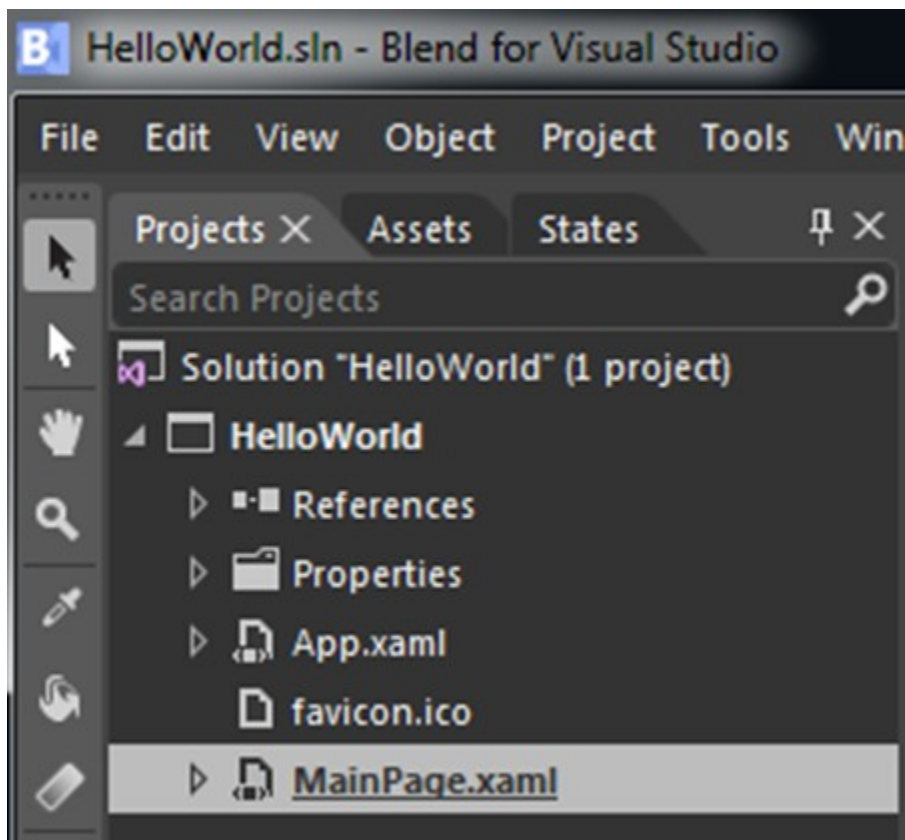 B HelloWorld.sln - Blend for Visual Studio
File Edit View Object Project Tools Win
Projects Assets States
Search Projects
Solution "HelloWorld" (1 project)
HelloWorld
References
Properties
App.xaml
favicon.ico
MainPage.xaml